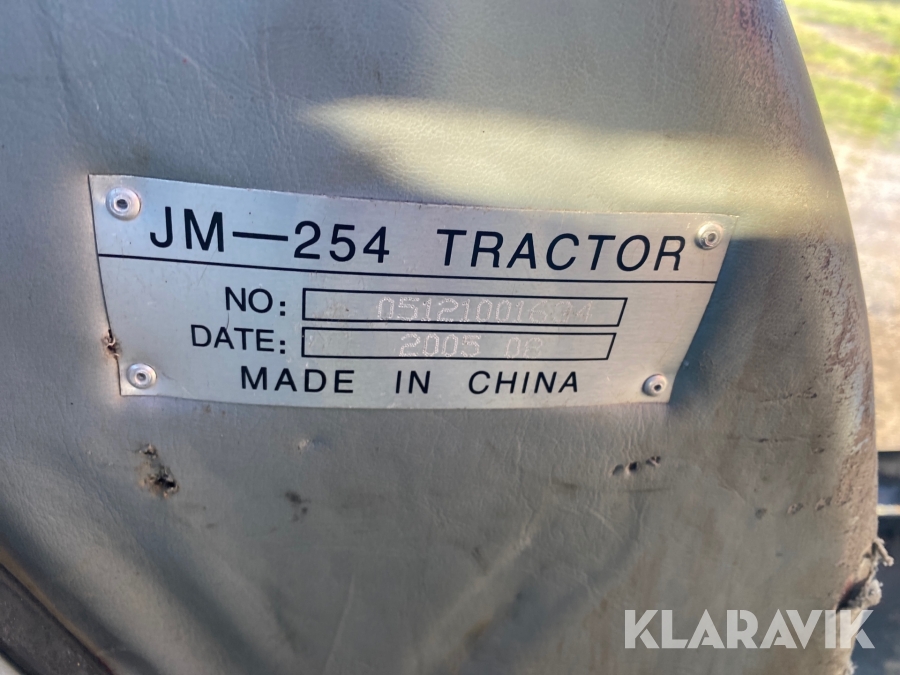 JM—254 TRACTOR
NO: 05121001604
DATE: 2005 08
MADE IN CHINA
KLARAVIK